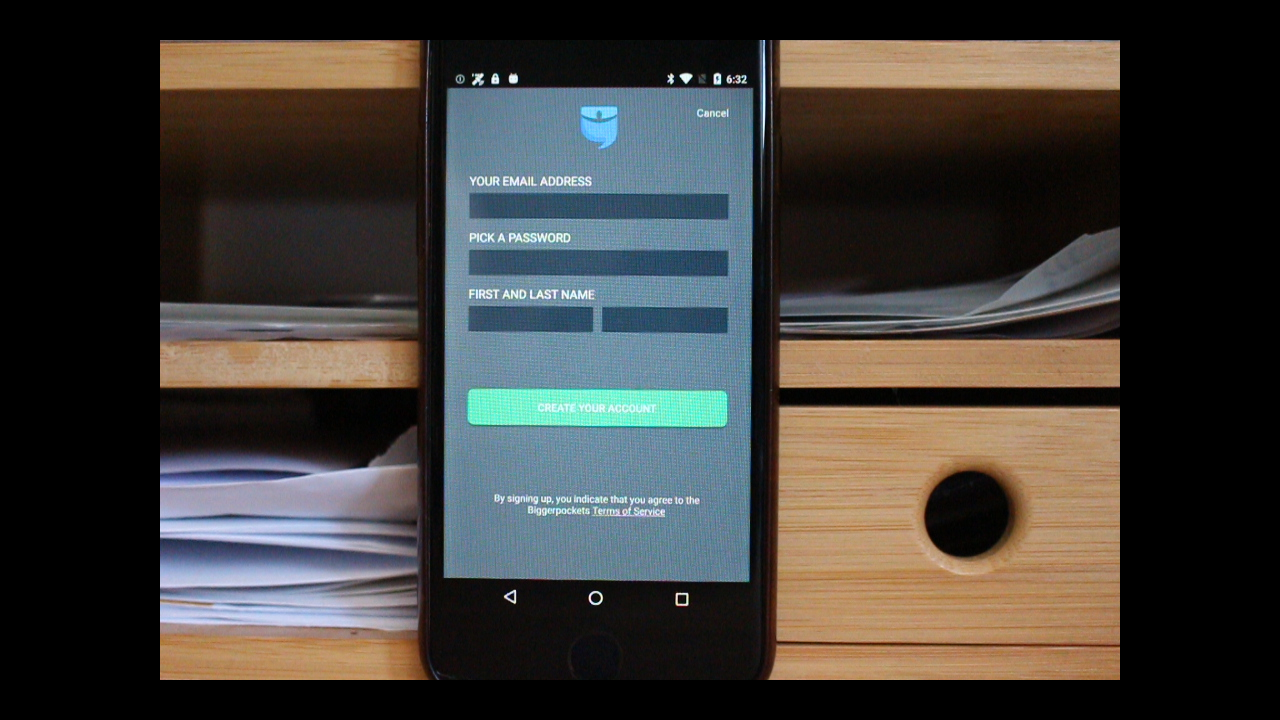 6:32
Cancel
YOUR EMAIL ADDRESS
PICK A PASSWORD
FIRST AND LAST NAME
CREATE YOUR ACCOUNT
By signing up, you indicate that you agree to the
Biggerpockets Terms of Service